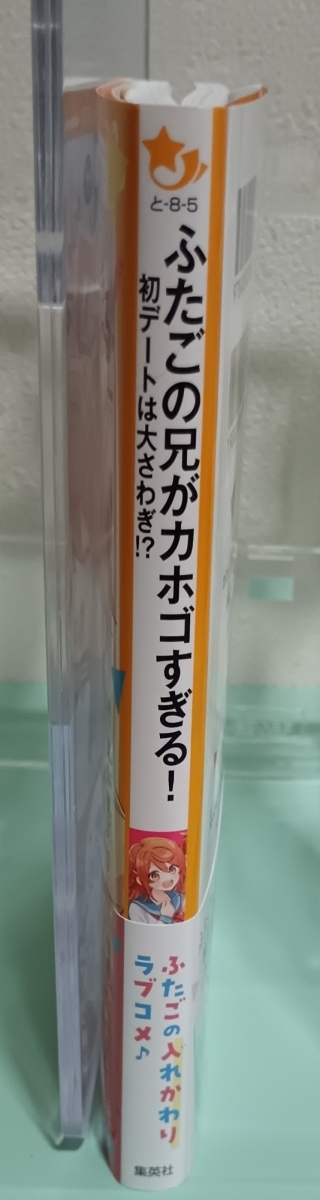 と-8-5
ふたごの兄がカホゴすぎる!
初デートは大さわぎ!?
ふたごの入れかわり
ラブコメ♪
集英社